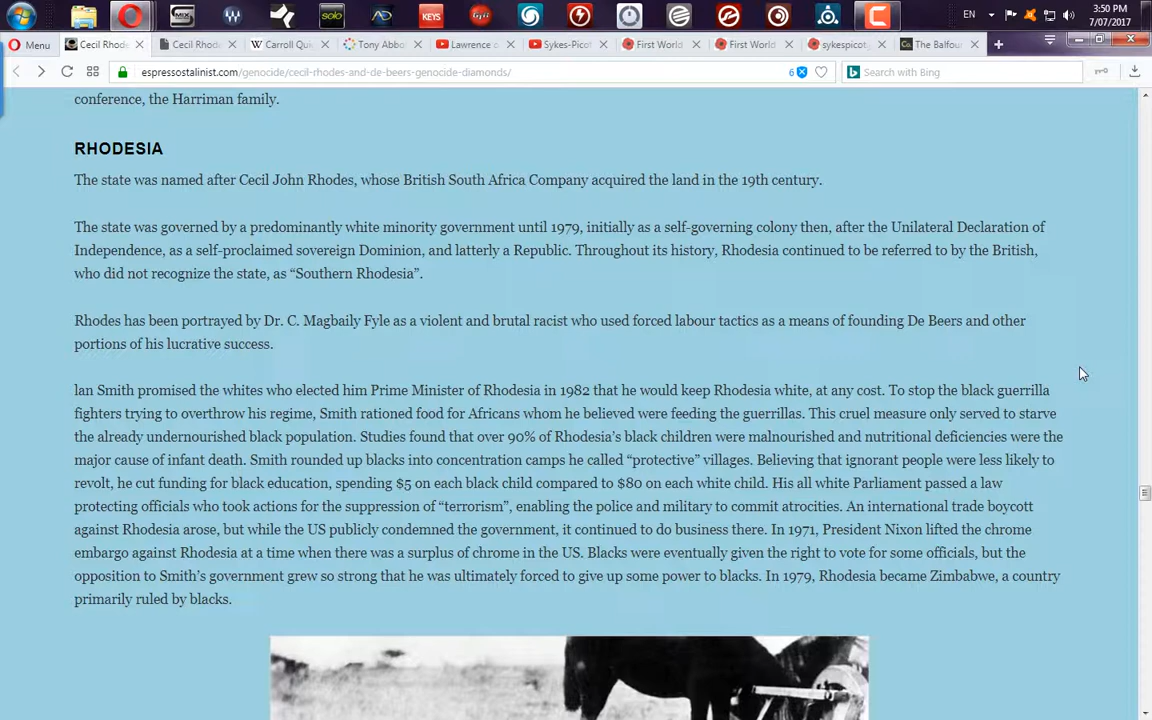 EN
3:50 PM
7/07/2017
Menu
Cecil Rhode
Cecil Rhod
Carroll Qui
Tony Abbo
Lawrence o
Sykes-Picot
First World
First World
sykespicot
The Balfour
espressostalinist.com/genocide/cecil-rhodes-and-de-beers-genocide-diamonds/
6
Search with Bing
conference, the Harriman family.
RHODESIA
The state was named after Cecil John Rhodes, whose British South Africa Company acquired the land in the 19th century.
The state was governed by a predominantly white minority government until 1979, initially as a self-governing colony then, after the Unilateral Declaration of
Independence, as a self-proclaimed sovereign Dominion, and latterly a Republic. Throughout its history, Rhodesia continued to be referred to by the British,
who did not recognize the state, as “Southern Rhodesia”.
Rhodes has been portrayed by Dr. C. Magbaily Fyle as a violent and brutal racist who used forced labour tactics as a means of founding De Beers and other
portions of his lucrative success.
lan Smith promised the whites who elected him Prime Minister of Rhodesia in 1982 that he would keep Rhodesia white, at any cost. To stop the black guerrilla
fighters trying to overthrow his regime, Smith rationed food for Africans whom he believed were feeding the guerrillas. This cruel measure only served to starve
the already undernourished black population. Studies found that over 90% of Rhodesia’s black children were malnourished and nutritional deficiencies were the
major cause of infant death. Smith rounded up blacks into concentration camps he called “protective” villages. Believing that ignorant people were less likely to
revolt, he cut funding for black education, spending $5 on each black child compared to $80 on each white child. His all white Parliament passed a law
protecting officials who took actions for the suppression of “terrorism”, enabling the police and military to commit atrocities. An international trade boycott
against Rhodesia arose, but while the US publicly condemned the government, it continued to do business there. In 1971, President Nixon lifted the chrome
embargo against Rhodesia at a time when there was a surplus of chrome in the US. Blacks were eventually given the right to vote for some officials, but the
opposition to Smith’s government grew so strong that he was ultimately forced to give up some power to blacks. In 1979, Rhodesia became Zimbabwe, a country
primarily ruled by blacks.